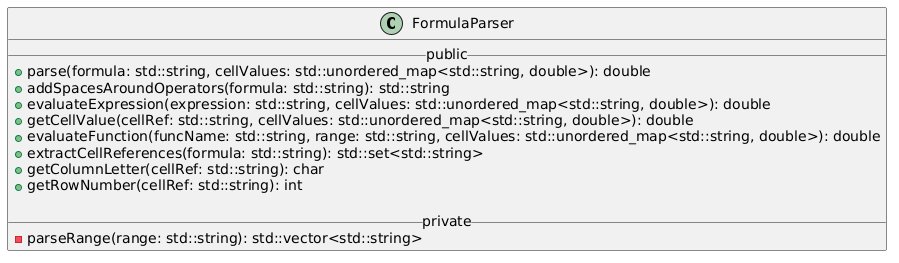 C FormulaParser
public
parse(formula: std::string, cellValues: std::unordered_map<std::string, double>): double
addSpacesAroundOperators(formula: std::string): std::string
evaluateExpression(expression: std::string, cellValues: std::unordered_map<std::string, double>): double
getCellValue(cellRef: std::string, cellValues: std::unordered_map<std::string, double>): double
evaluateFunction(funcName: std::string, range: std::string, cellValues: std::unordered_map<std::string, double>): double
extractCellReferences(formula: std::string): std::set<std::string>
getColumnLetter(cellRef: std::string): char
getRowNumber(cellRef: std::string): int
private
parseRange(range: std::string): std::vector<std::string>